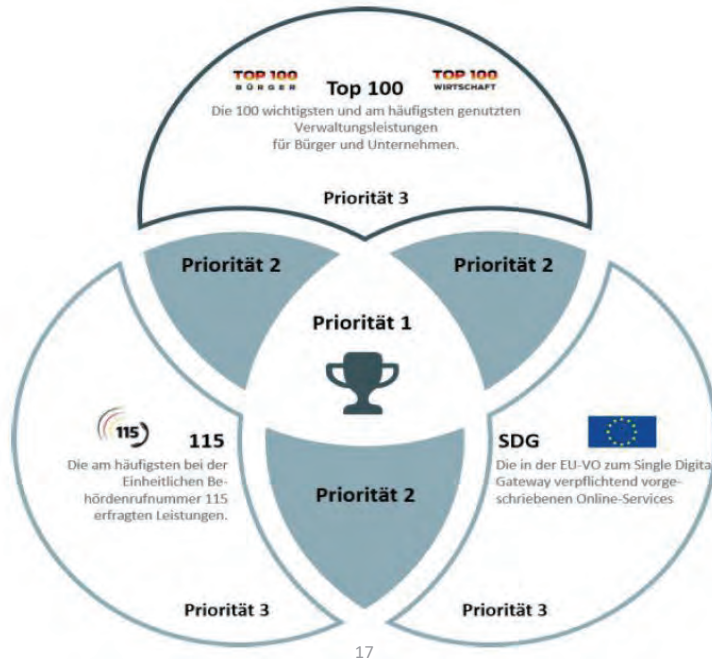 TOP 100
BÜRGER
Top 100
TOP 100
WIRTSCHAFT
Die 100 wichtigsten und am häufigsten genutzten
Verwaltungsleistungen
für Bürger und Unternehmen.
Priorität 3
Priorität 2
Priorität 2
Priorität 1
115
115
Die am häufigsten bei der
Einheitlichen Be-
hördenrufnummer 115
erfragten Leistungen.
SDG
Die in der EU-VO zum Single Digita
Gateway verpflichtend vorge-
schriebenen Online-Services
Priorität 2
Priorität 3
Priorität 3
17